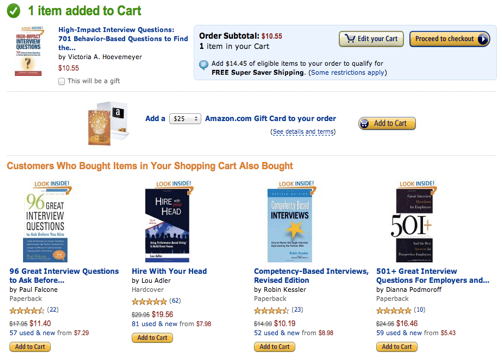 1 item added to Cart
High-Impact Interview Questions:
701 Behavior-Based Questions to Find
the...
by Victoria A. Hoevemeyer
$10.55
This will be a gift
Order Subtotal: $10.55
1 item in your Cart
Edit your Cart
Proceed to checkout
Add $14.45 of eligible items to your order to qualify for
FREE Super Saver Shipping. (Some restrictions apply)
Add a $25 Amazon.com Gift Card to your order
(See details and terms)
Add to Cart
Customers Who Bought Items in Your Shopping Cart Also Bought
LOOK INSIDE!
96 GREAT
INTERVIEW
QUESTIONS
96 Great Interview Questions
to Ask Before...
by Paul Falcone
Paperback
(22)
$17.95 $11.40
57 used & new from $7.29
Add to Cart
LOOK INSIDE!
HIRE WITH
YOUR
HEAD
Lou Adler
Hire With Your Head
by Lou Adler
Hardcover
(62)
$29.95 $19.56
81 used & new from $7.98
Add to Cart
LOOK INSIDE!
Competency-Based
INTERVIEWS
Competency-Based Interviews,
Revised Edition
by Robin Kessler
Paperback
(23)
$14.99 $10.19
52 used & new from $8.98
Add to Cart
LOOK INSIDE!
501+
Great Interview
501+ Great Interview
Questions For Employers and...
by Dianna Podmoroff
Paperback
(10)
$24.95 $16.46
59 used & new from $5.43
Add to Cart